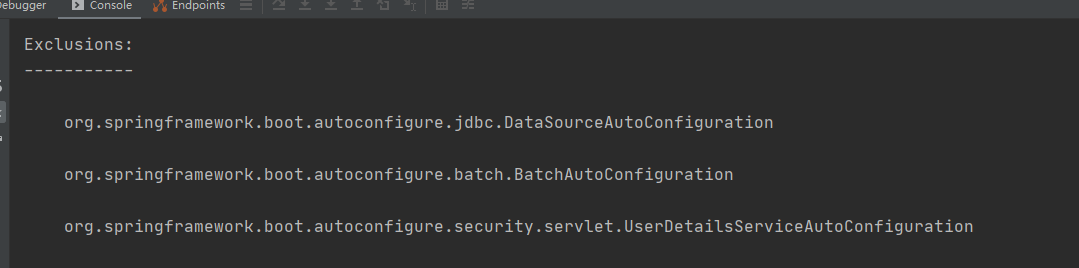 Debugger Console Endpoints
Exclusions:
-----------
org.springframework.boot.autoconfigure.jdbc.DataSourceAutoConfiguration
org.springframework.boot.autoconfigure.batch.BatchAutoConfiguration
org.springframework.boot.autoconfigure.security.servlet.UserDetailsServiceAutoConfiguration